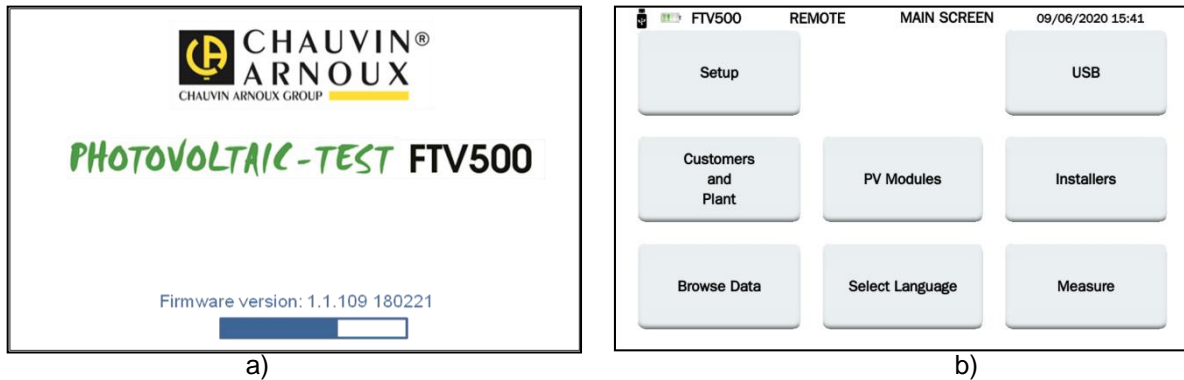 CHAUVIN®
ARNOUX
CHAUVIN ARNOUX GROUP
PHOTOVOLTAIC-TEST FTV500
Firmware version: 1.1.109 180221
a)
FTV500 REMOTE MAIN SCREEN 09/06/2020 15:41
Setup USB
Customers
and
Plant
PV Modules
Installers
Browse Data Select Language Measure
b)